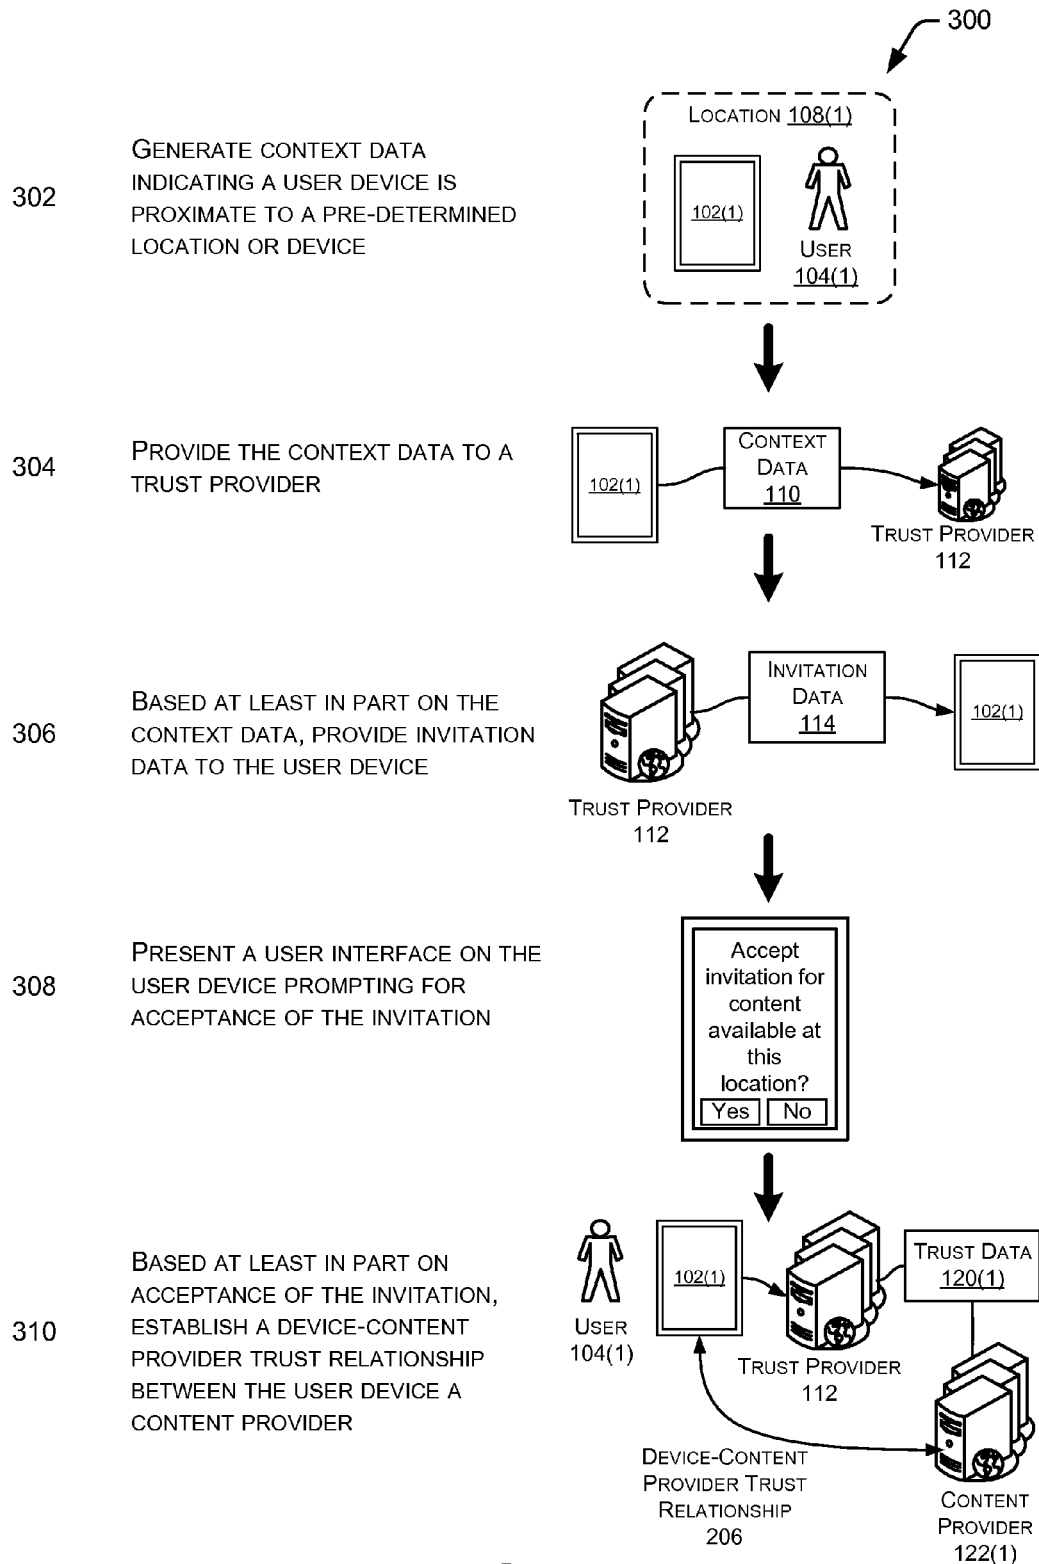 300
LOCATION 108(1)
102(1)
USER
104(1)
302
GENERATE CONTEXT DATA
INDICATING A USER DEVICE IS
PROXIMATE TO A PRE-DETERMINED
LOCATION OR DEVICE
304
PROVIDE THE CONTEXT DATA TO A
TRUST PROVIDER
102(1)
CONTEXT
DATA
110
TRUST PROVIDER
112
306
BASED AT LEAST IN PART ON THE
CONTEXT DATA, PROVIDE INVITATION
DATA TO THE USER DEVICE
TRUST PROVIDER
112
INVITATION
DATA
114
102(1)
308
PRESENT A USER INTERFACE ON THE
USER DEVICE PROMPTING FOR
ACCEPTANCE OF THE INVITATION
Accept
invitation for
content
available at
this
location?
Yes No
310
BASED AT LEAST IN PART ON
ACCEPTANCE OF THE INVITATION,
ESTABLISH A DEVICE-CONTENT
PROVIDER TRUST RELATIONSHIP
BETWEEN THE USER DEVICE A
CONTENT PROVIDER
USER
104(1)
102(1)
TRUST PROVIDER
112
TRUST DATA
120(1)
DEVICE-CONTENT
PROVIDER TRUST
RELATIONSHIP
206
CONTENT
PROVIDER
122(1)